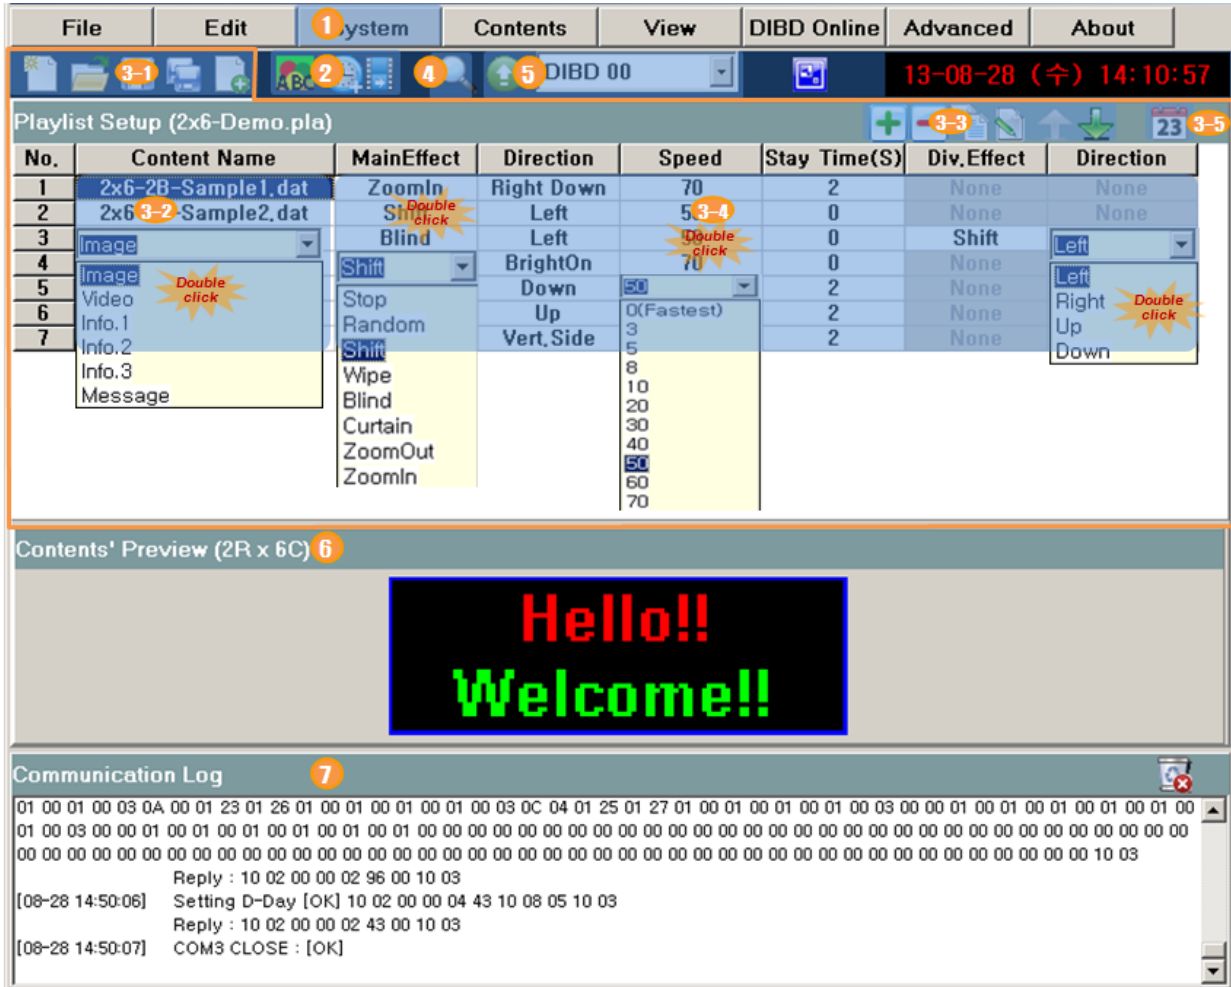 File Edit 1 System Contents View DIBD Online Advanced About
3-1 ABC 2 4 5 DIBD 00 13-08-28 (수) 14:10:57
Playlist Setup (2x6-Demo.pla) 3-3 23 3-5
No. Content Name MainEffect Direction Speed Stay Time(S) Div.Effect Direction
1 2x6-2B-Sample1.dat ZoomIn Right Down 70 2 None None
2 2x6 3-2 -Sample2.dat Shift Left 3-4 0 None None
3 Image Blind Left 0 Shift Left
4 BrightOn 70 0 None
5 Down 2 None
6 Up 2 None
7 Vert.Side 2 None
Image
Video
Info.1
Info.2
Info.3
Message
Double
click
Double
click
Shift
Stop
Random
Shift
Wipe
Blind
Curtain
ZoomOut
ZoomIn
Double
click
50
0(Fastest)
3
5
8
10
20
30
40
50
60
70
Left
Right
Up
Down
Double
click
Contents' Preview (2R x 6C) 6
Hello!!
Welcome!!
Communication Log 7
01 00 01 00 03 0A 00 01 23 01 26 01 00 01 00 01 00 01 00 03 0C 04 01 25 01 27 01 00 01 00 01 00 01 00 03 00 00 01 00 01 00 01 00 01 00 01 00
01 00 03 00 00 01 00 01 00 01 00 01 00 01 00 01 00 00 00 00 00 00 00 00 00 00 00 00 00 00 00 00 00 00 00 00 00 00 00 00 00 00 00 00 00 00 00
00 00 00 00 00 00 00 00 00 00 00 00 00 00 00 00 00 00 00 00 00 00 00 00 00 00 00 00 00 00 00 00 00 00 00 00 00 00 00 00 00 00 00 10 03
Reply : 10 02 00 00 02 96 00 10 03
[08-28 14:50:06] Setting D-Day [OK] 10 02 00 00 04 43 10 08 05 10 03
Reply : 10 02 00 00 02 43 00 10 03
[08-28 14:50:07] COM3 CLOSE : [OK]